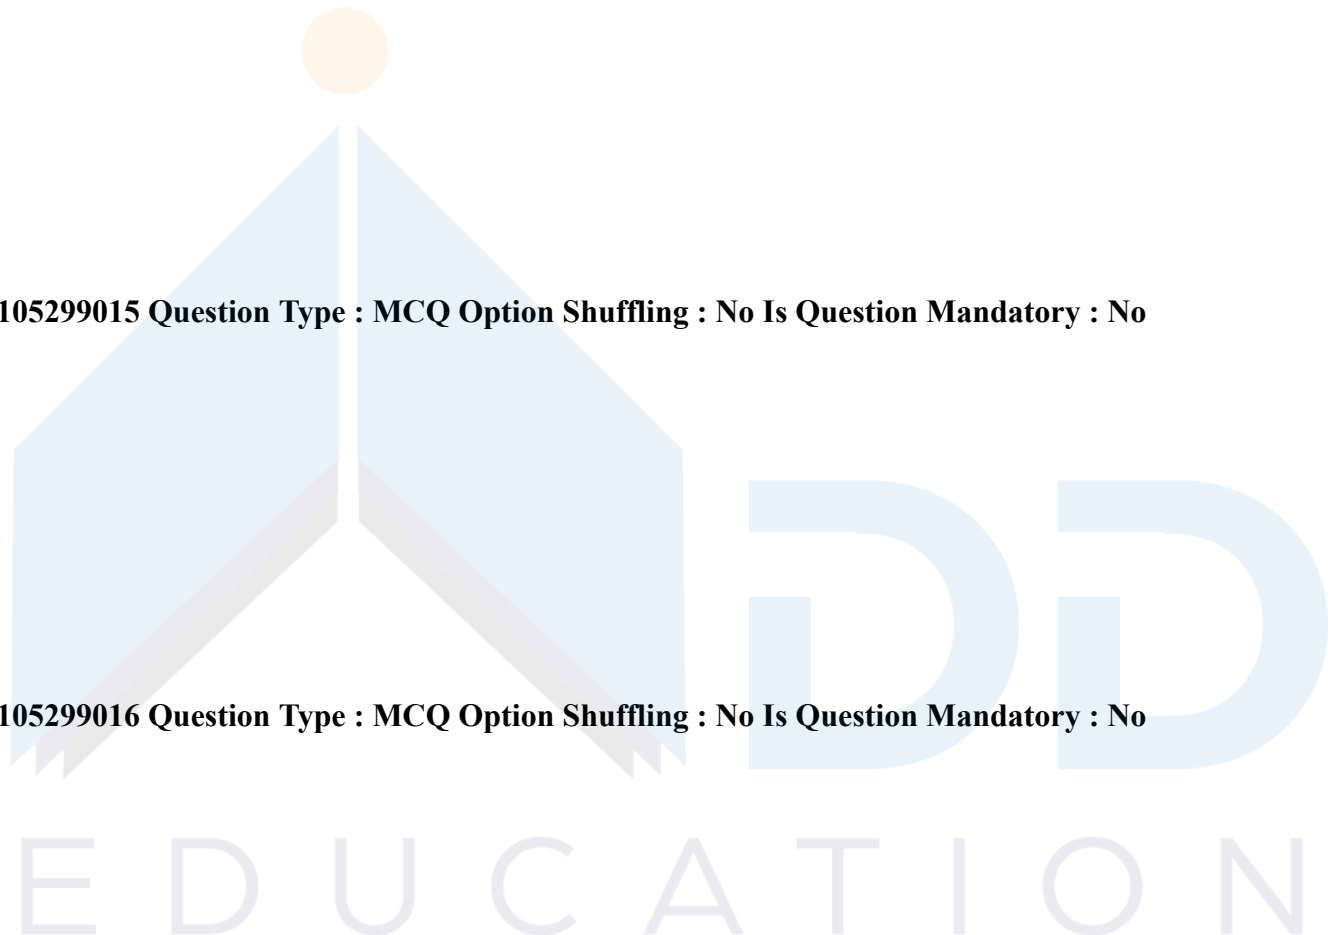 105299015 Question Type : MCQ Option Shuffling : No Is Question Mandatory : No
105299016 Question Type : MCQ Option Shuffling : No Is Question Mandatory : No
DD
EDUCATION